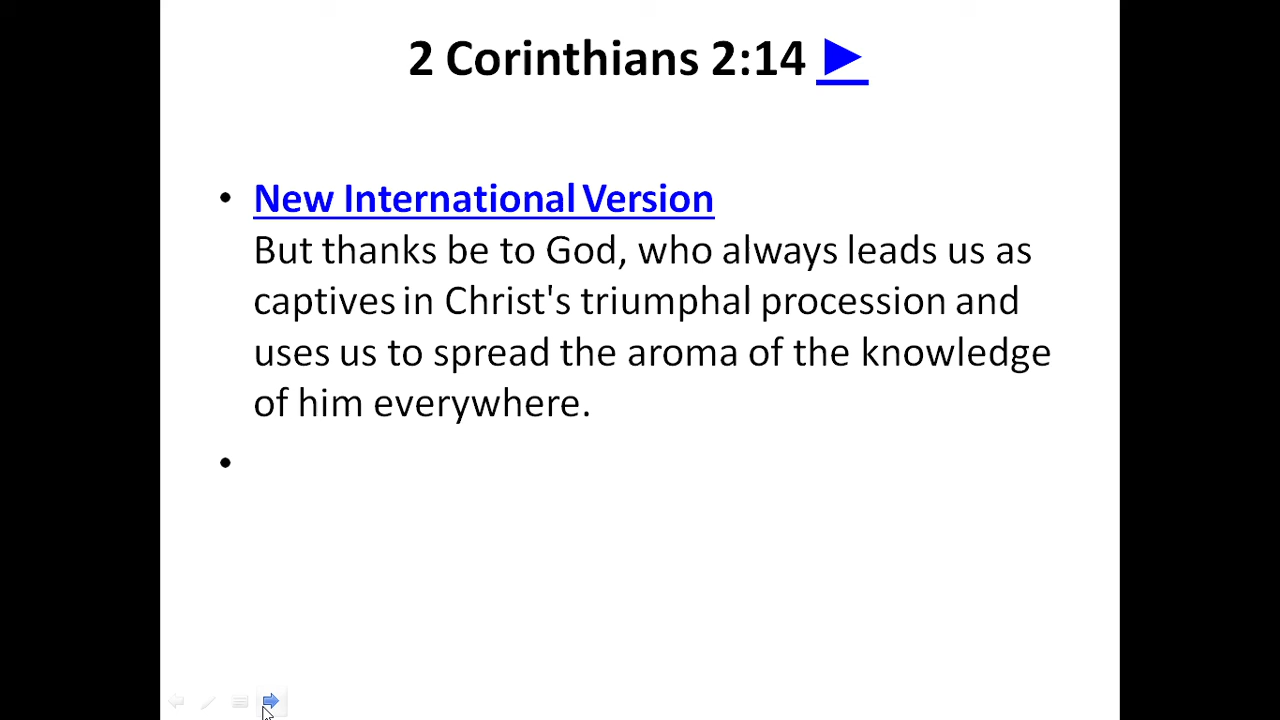 2 Corinthians 2:14 ►
• New International Version
But thanks be to God, who always leads us as
captives in Christ's triumphal procession and
uses us to spread the aroma of the knowledge
of him everywhere.
•